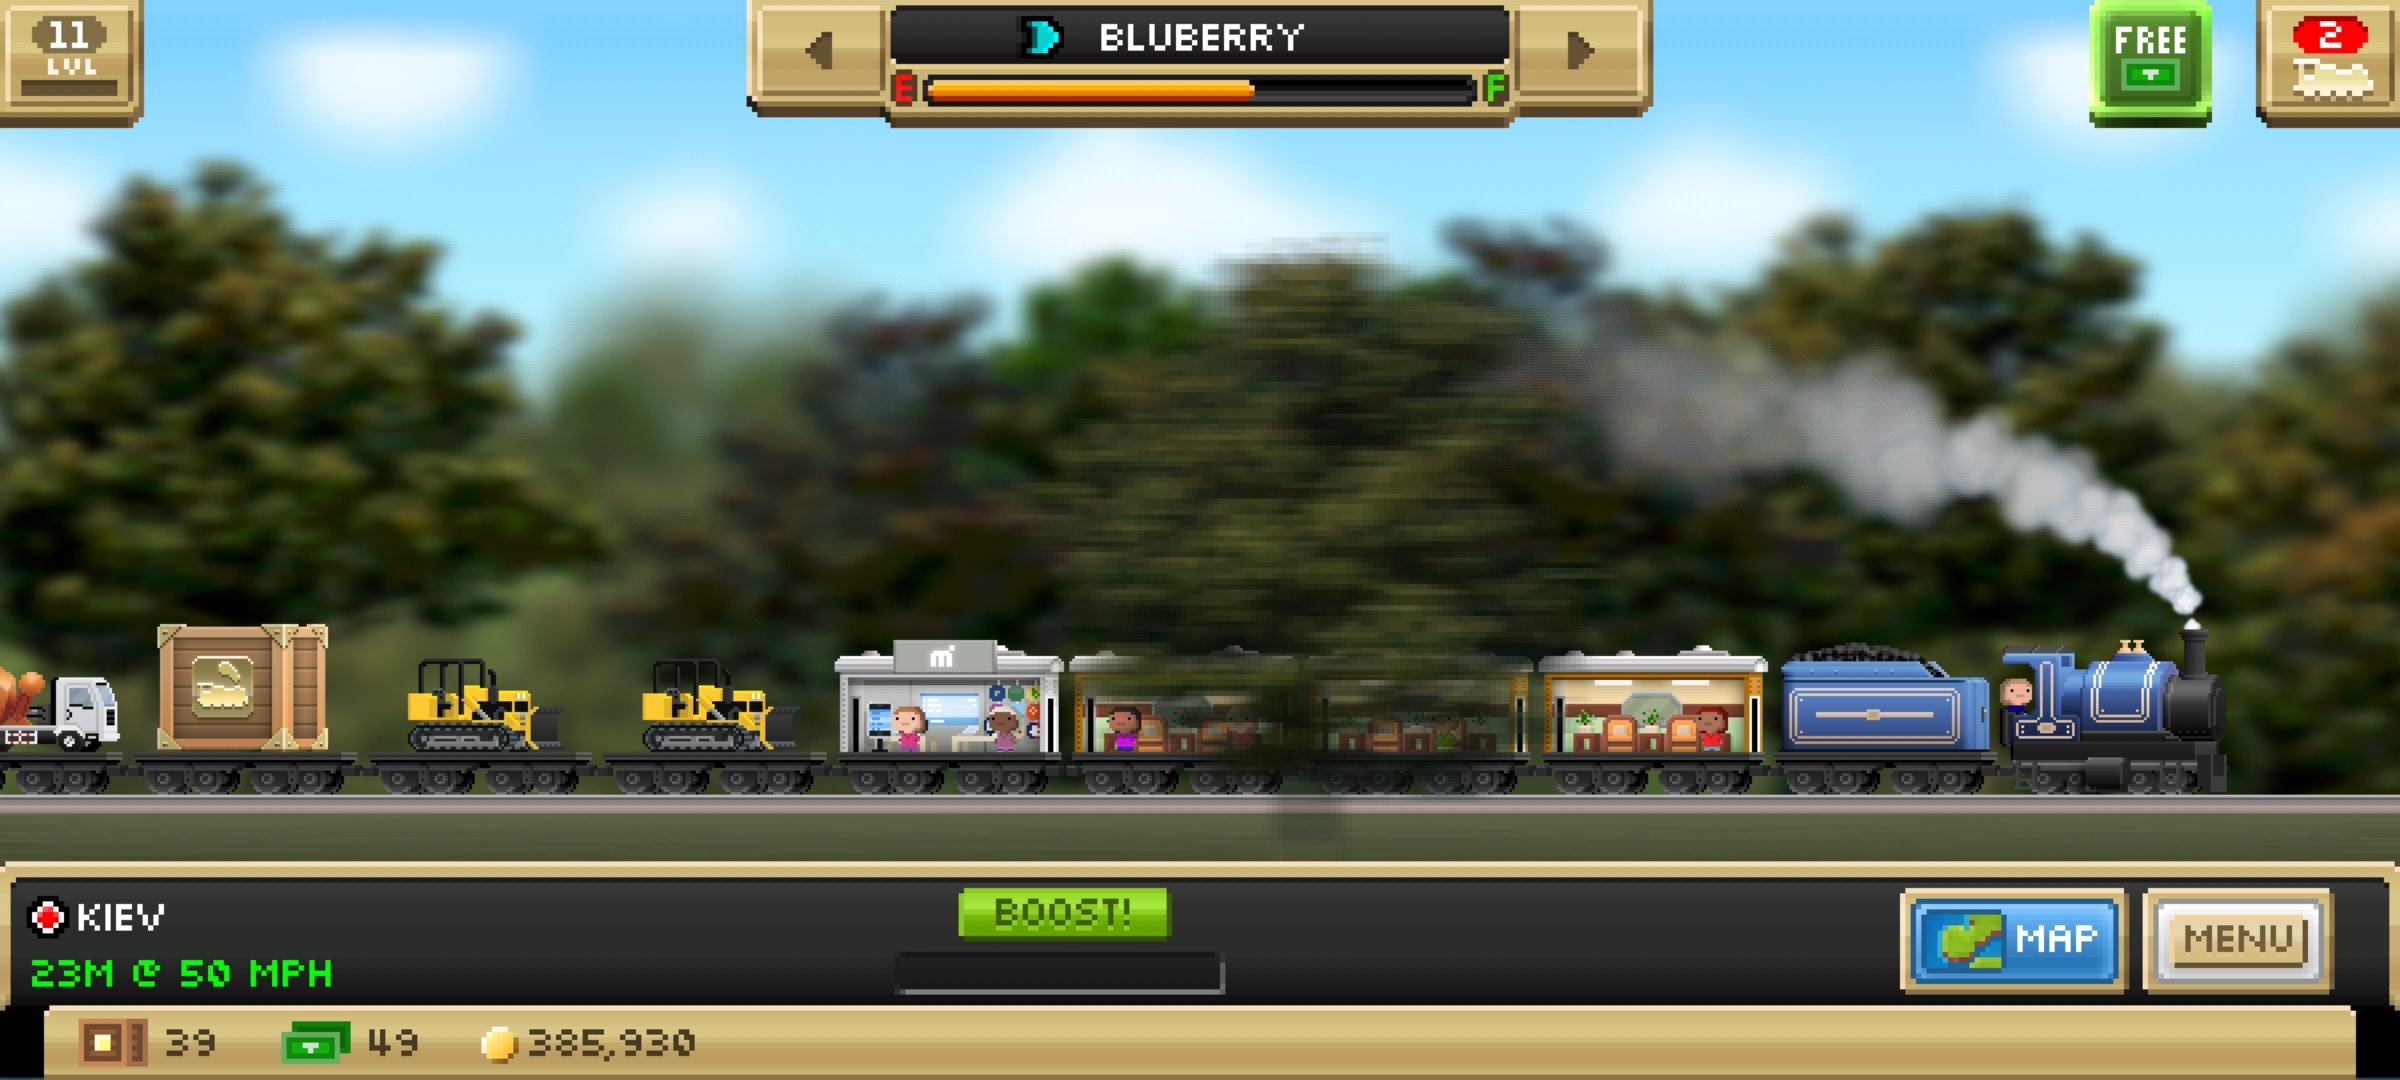 11
LVL
BLUBERRY
E F
FREE
2
m
KIEV
23M @ 50 MPH
BOOST!
MAP
MENU
39
49
385,930